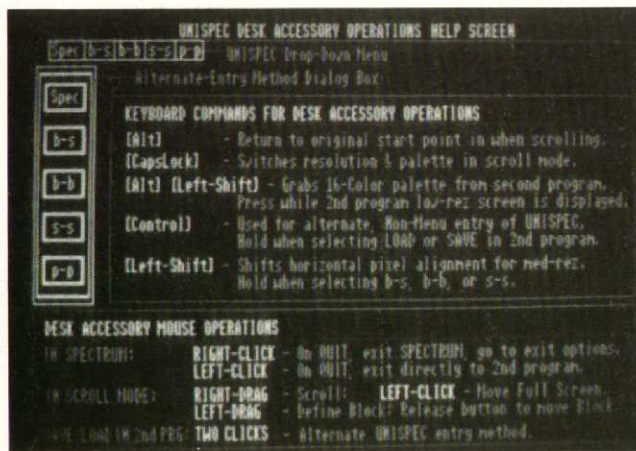 UNISPEC DESK ACCESSORY OPERATIONS HELP SCREEN
Spec b-s b-b s-s p-p - UNISPEC Drop-Down Menu
Alternate-Entry Method Dialog Box:
Spec
b-s
b-b
s-s
p-p
KEYBOARD COMMANDS FOR DESK ACCESSORY OPERATIONS
[Alt] - Return to original start point in when scrolling.
[CapsLock] - Switches resolution & palette in scroll mode.
[Alt] [Left-Shift] - Grabs 16-Color palette from second program.
Press while 2nd program low-rez screen is displayed.
[Control] - Used for alternate, Non-Menu entry of UNISPEC.
Hold when selecting LOAD or SAVE in 2nd program.
[Left-Shift] - Shifts horizontal pixel alignment for med-rez.
Hold when selecting b-s, b-b, or s-s.
DESK ACCESSORY MOUSE OPERATIONS
IN SPECTRUM: RIGHT-CLICK - On QUIT, exit SPECTRUM, go to exit options.
LEFT-CLICK - On QUIT, exit directly to 2nd program.
IN SCROLL MODE: RIGHT-DRAG - Scroll: LEFT-CLICK - Move Full Screen.
LEFT-DRAG - Define Block: Release button to move Block.
SAVE/LOAD IN 2nd PRG: TWO CLICKS - Alternate UNISPEC entry method.